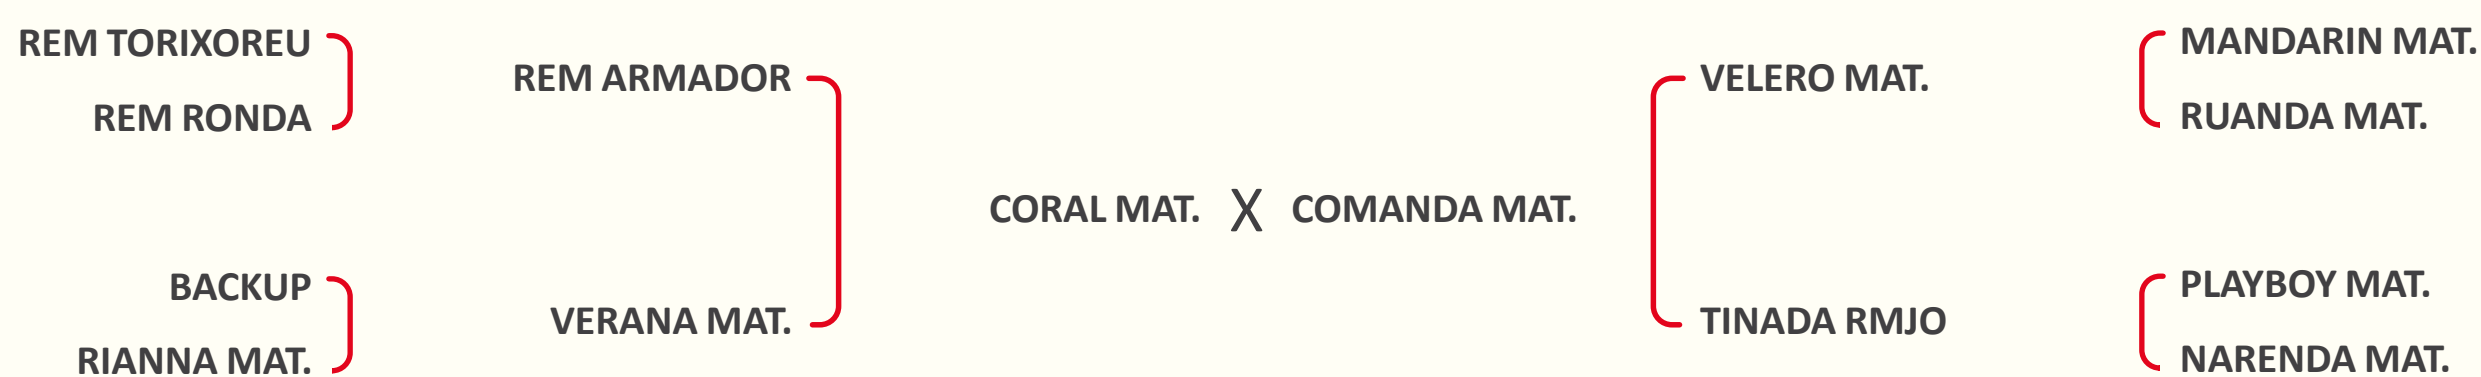 REM TORIXOREU
REM RONDA
REM ARMADOR
BACKUP
RIANNA MAT.
VERANA MAT.
CORAL MAT. X COMANDA MAT.
VELERO MAT.
MANDARIN MAT.
RUANDA MAT.
TINADA RMJO
PLAYBOY MAT.
NARENDA MAT.